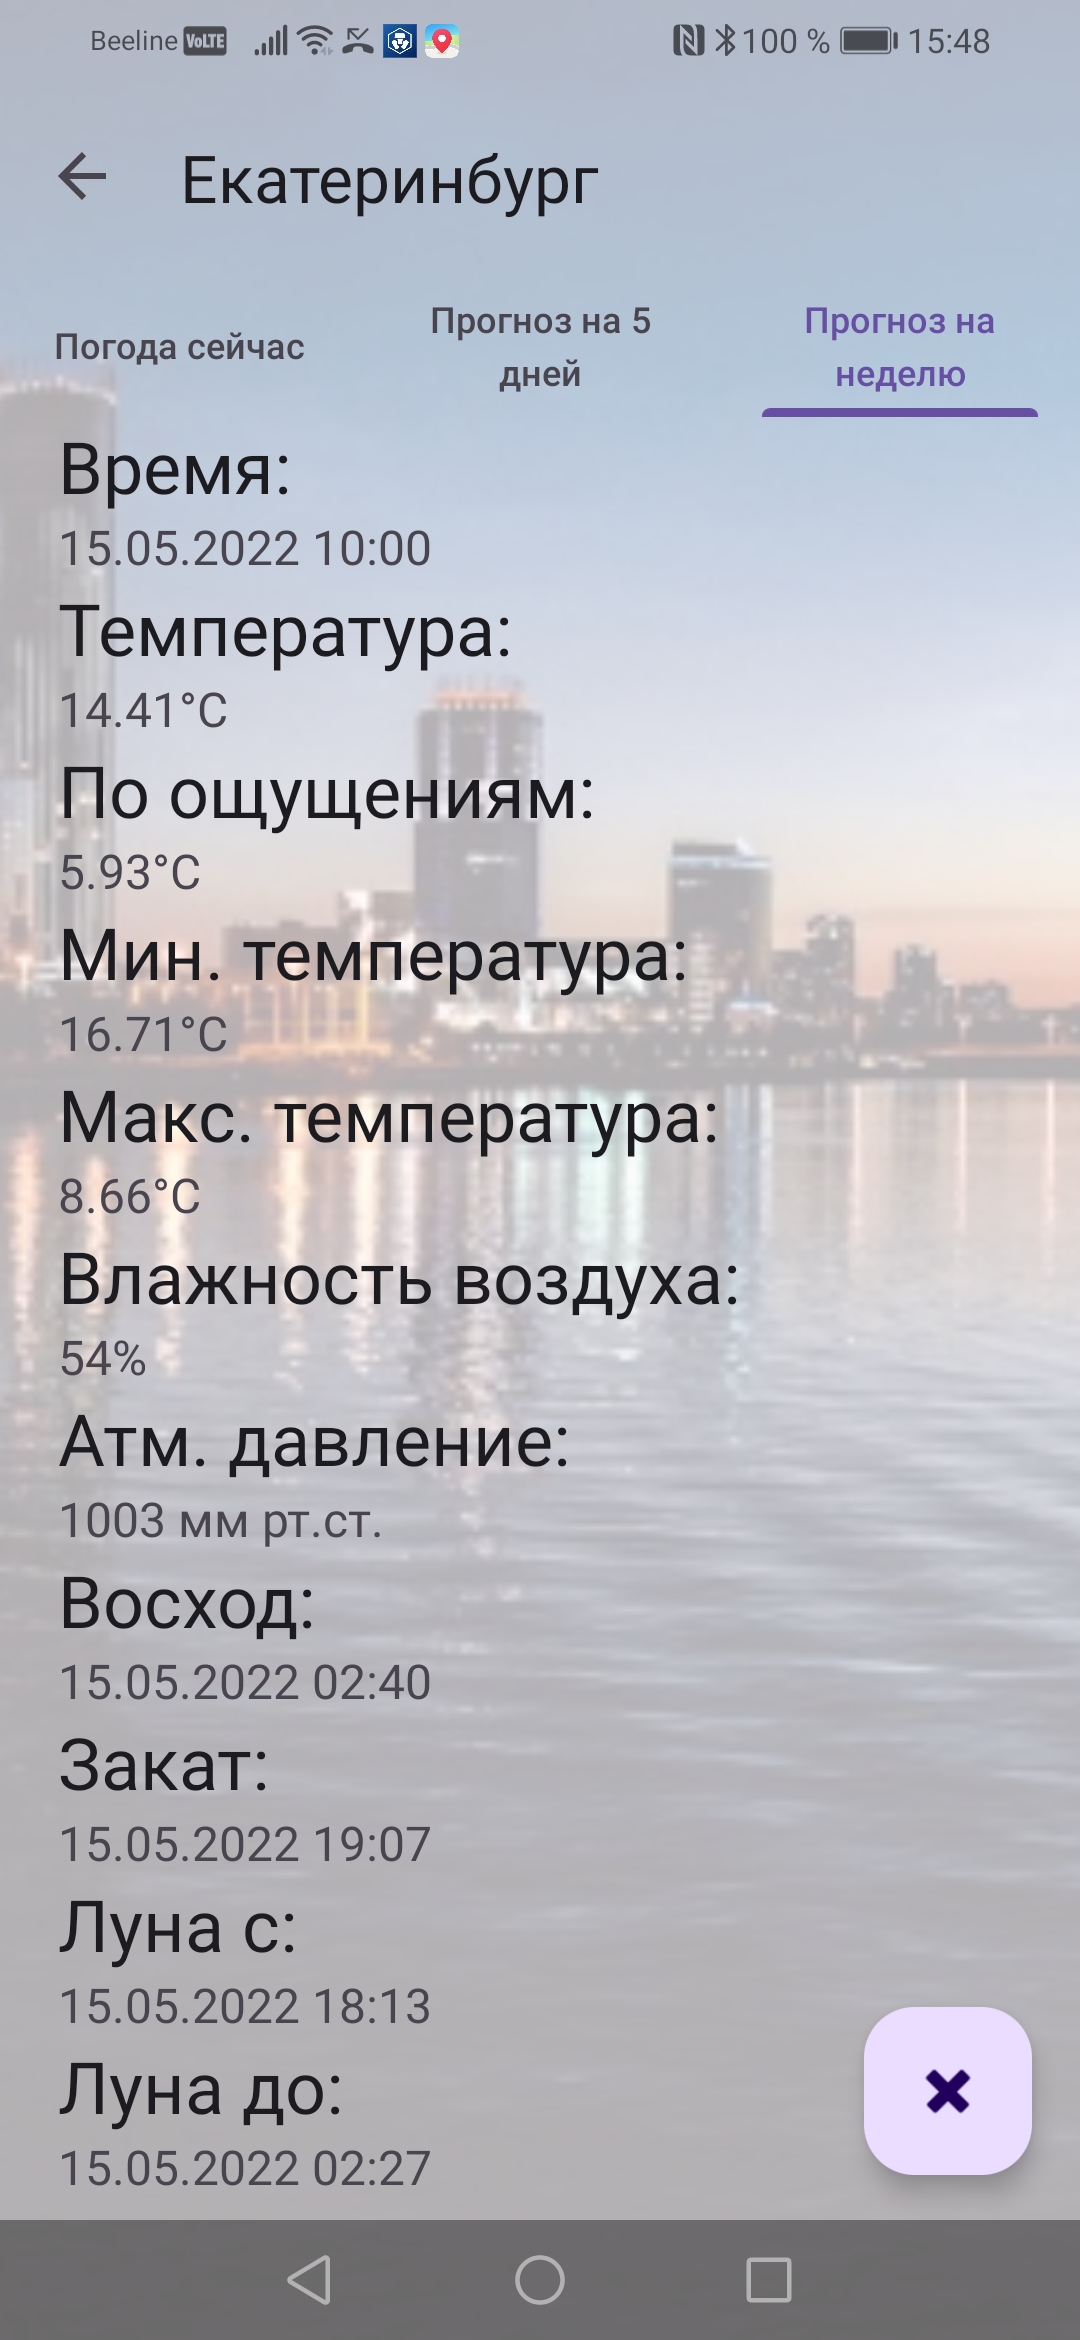 Beeline VoLTE 100 % 15:48
Екатеринбург
Погода сейчас
Прогноз на 5
дней
Прогноз на
неделю
Время:
15.05.2022 10:00
Температура:
14.41°C
По ощущениям:
5.93°C
Мин. температура:
16.71°C
Макс. температура:
8.66°C
Влажность воздуха:
54%
Атм. давление:
1003 мм рт.ст.
Восход:
15.05.2022 02:40
Закат:
15.05.2022 19:07
Луна с:
15.05.2022 18:13
Луна до:
15.05.2022 02:27